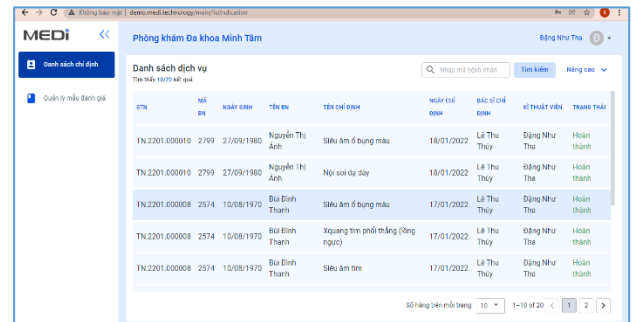 Không bảo mật | demo.medi.technology/main/listIndication
MEDi
Phòng khám Đa khoa Minh Tâm
Đặng Như Tha
Đ
Danh sách chỉ định
Quản lý mẫu đánh giá
Danh sách dịch vụ
Tìm thấy 10/20 kết quả
Nhập mã bệnh nhân
Tìm kiếm
Nâng cao
STN MÃ BN NGÀY SINH TÊN BN TÊN CHỈ ĐỊNH NGÀY CHỈ ĐỊNH BÁC SĨ CHỈ ĐỊNH KĨ THUẬT VIÊN TRẠNG THÁI
TN.2201.000010 2799 27/09/1980 Nguyễn Thị Ánh Siêu âm ổ bụng màu 18/01/2022 Lê Thu Thủy Đặng Như Tha Hoàn thành
TN.2201.000010 2799 27/09/1980 Nguyễn Thị Ánh Nội soi dạ dày 18/01/2022 Lê Thu Thủy Đặng Như Tha Hoàn thành
TN.2201.000008 2574 10/08/1970 Bùi Đình Thanh Siêu âm ổ bụng màu 17/01/2022 Lê Thu Thủy Đặng Như Tha Hoàn thành
TN.2201.000008 2574 10/08/1970 Bùi Đình Thanh Xquang tim phổi thẳng (lồng ngực) 17/01/2022 Lê Thu Thủy Đặng Như Tha Hoàn thành
TN.2201.000008 2574 10/08/1970 Bùi Đình Thanh Siêu âm tim 17/01/2022 Lê Thu Thủy Đặng Như Tha Hoàn thành
Số hàng trên mỗi trang: 10 1–10 of 20 1 2